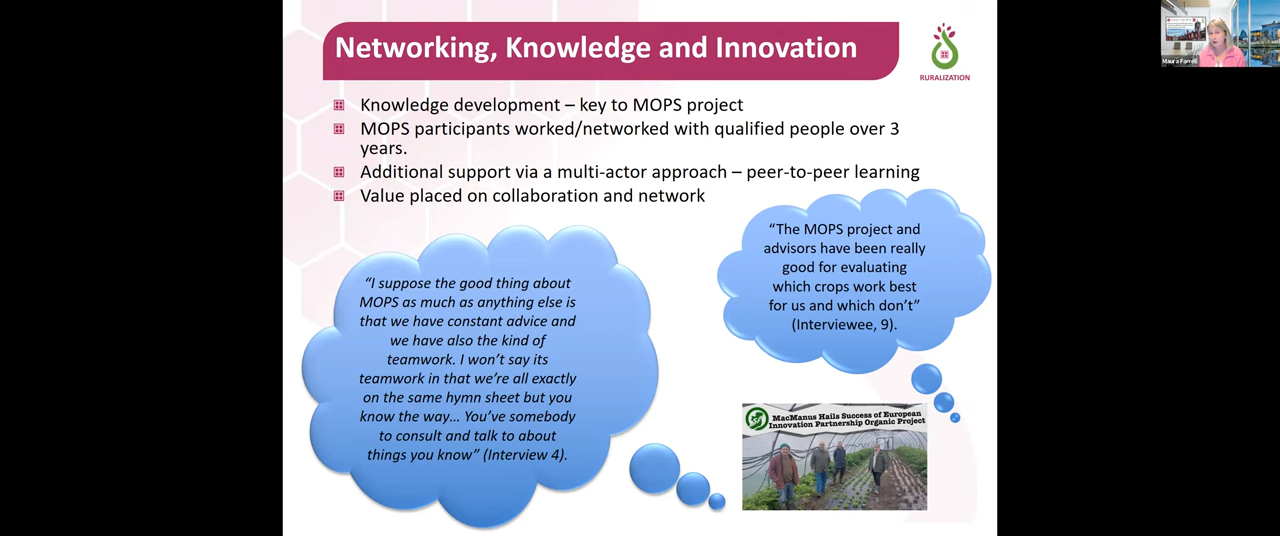 Networking, Knowledge and Innovation
RURALIZATION
Knowledge development – key to MOPS project
MOPS participants worked/networked with qualified people over 3
years.
Additional support via a multi-actor approach – peer-to-peer learning
Value placed on collaboration and network
“I suppose the good thing about
MOPS as much as anything else is
that we have constant advice and
we have also the kind of
teamwork. I won’t say its
teamwork in that we’re all exactly
on the same hymn sheet but you
know the way... You’ve somebody
to consult and talk to about
things you know” (Interview 4).
“The MOPS project and
advisors have been really
good for evaluating
which crops work best
for us and which don’t”
(Interviewee, 9).
MacManus Hails Success of European
Innovation Partnership Organic Project
Maura Farrell